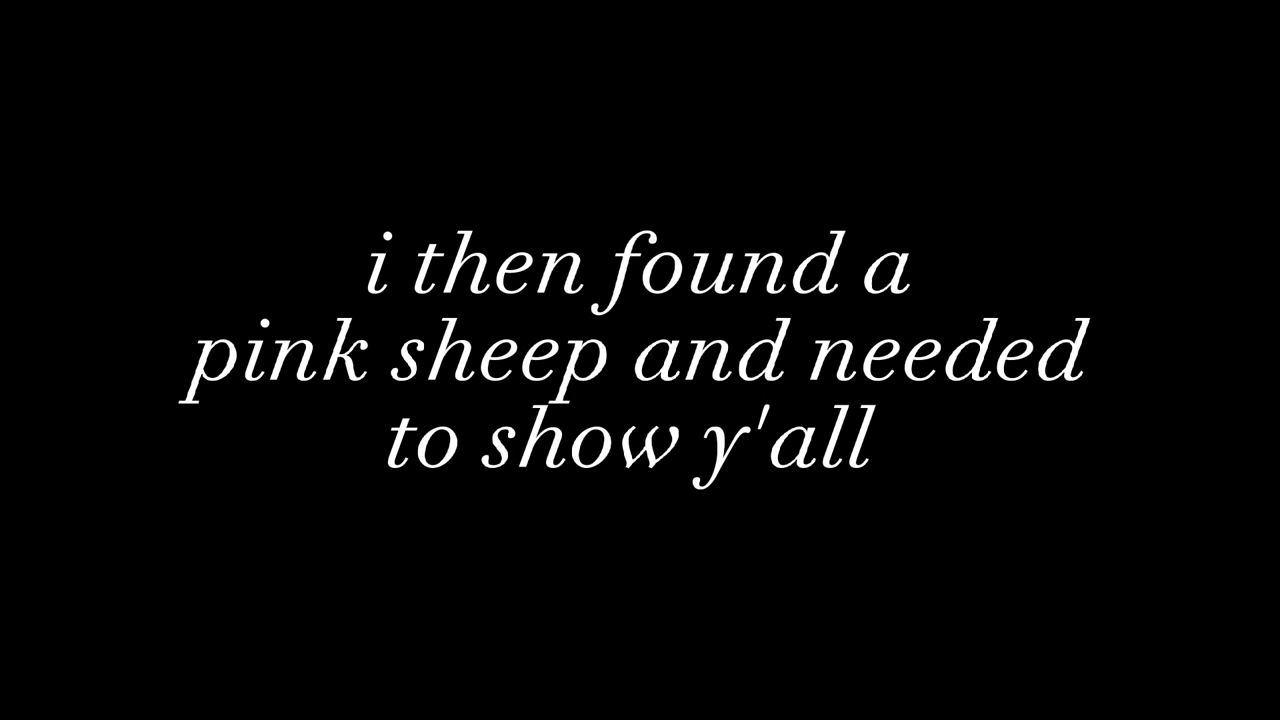 i then found a
pink sheep and needed
to show y'all